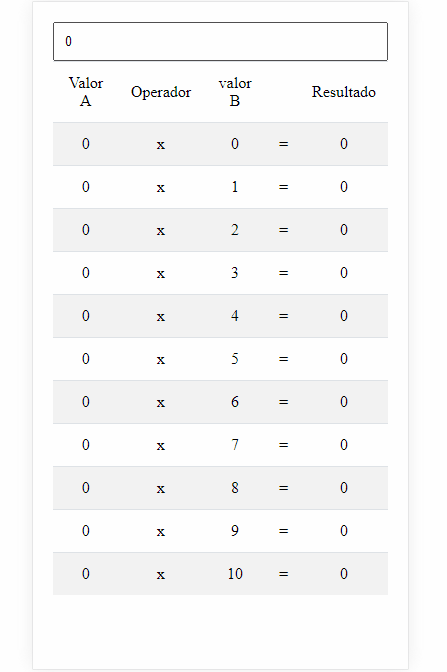 0
Valor A Operador valor B Resultado
0 x 0 = 0
0 x 1 = 0
0 x 2 = 0
0 x 3 = 0
0 x 4 = 0
0 x 5 = 0
0 x 6 = 0
0 x 7 = 0
0 x 8 = 0
0 x 9 = 0
0 x 10 = 0